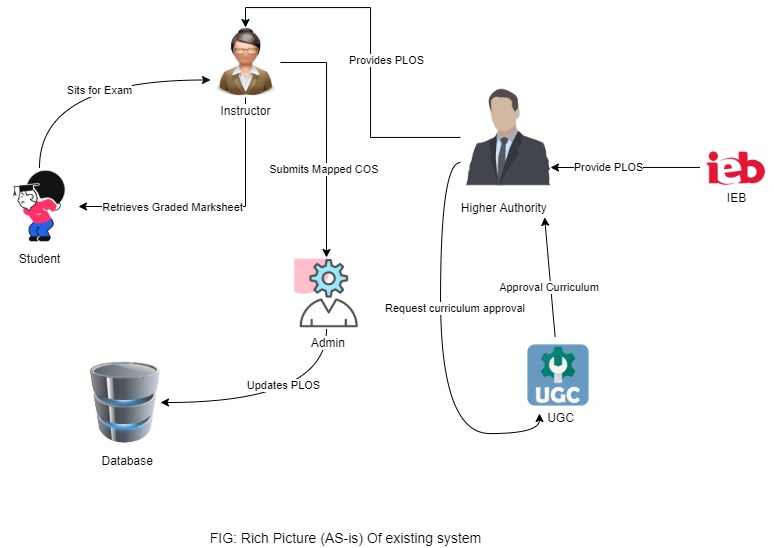 Provides PLOS
Sits for Exam
Instructor
Submits Mapped COS
Provide PLOS
ieb
IEB
Retrieves Graded Marksheet
Higher Authority
Student
Approval Curriculum
Request curriculum approval
Admin
Updates PLOS
UGC
UGC
Database
FIG: Rich Picture (AS-is) Of existing system